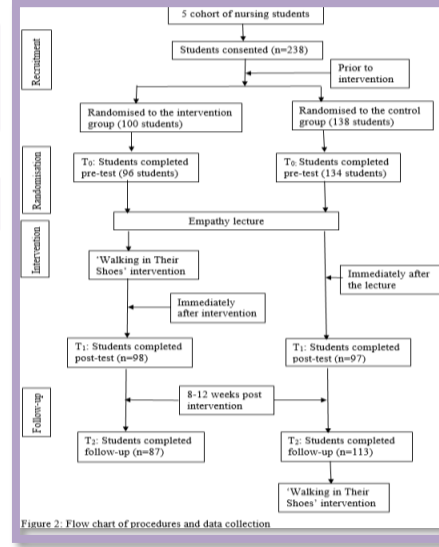 5 cohort of nursing students
Students consented (n=238)
Recruitment
Prior to
intervention
Randomised to the intervention
group (100 students)
Randomised to the control
group (138 students)
Randomisation
T₀: Students completed
pre-test (96 students)
T₀: Students completed
pre-test (134 students)
Empathy lecture
Intervention
'Walking in Their
Shoes' intervention
Immediately after
the lecture
Immediately
after intervention
T₁: Students completed
post-test (n=98)
T₁: Students completed
post-test (n=97)
8-12 weeks post
intervention
Follow-up
T₂: Students completed
follow-up (n=87)
T₂: Students completed
follow-up (n=113)
'Walking in Their
Shoes' intervention
Figure 2: Flow chart of procedures and data collection